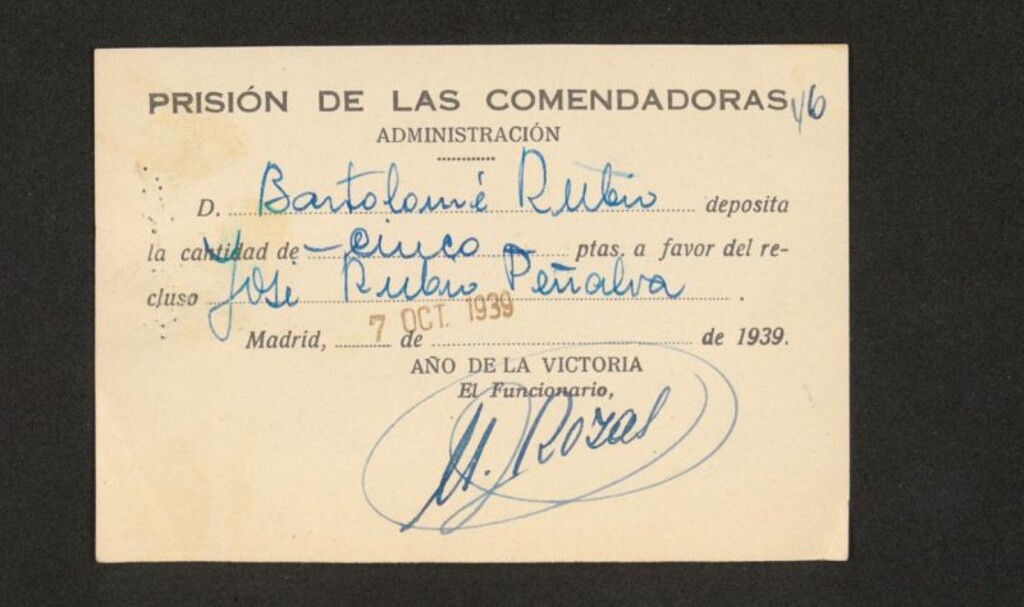 PRISIÓN DE LAS COMENDADORAS
ADMINISTRACIÓN
D. Bartolomé Rubio deposita
la cantidad de - cinco - ptas. a favor del re-
cluso José Rubio Peñalva.
7 OCT. 1939
Madrid, de de 1939.
AÑO DE LA VICTORIA
El Funcionario,
M. Rozas